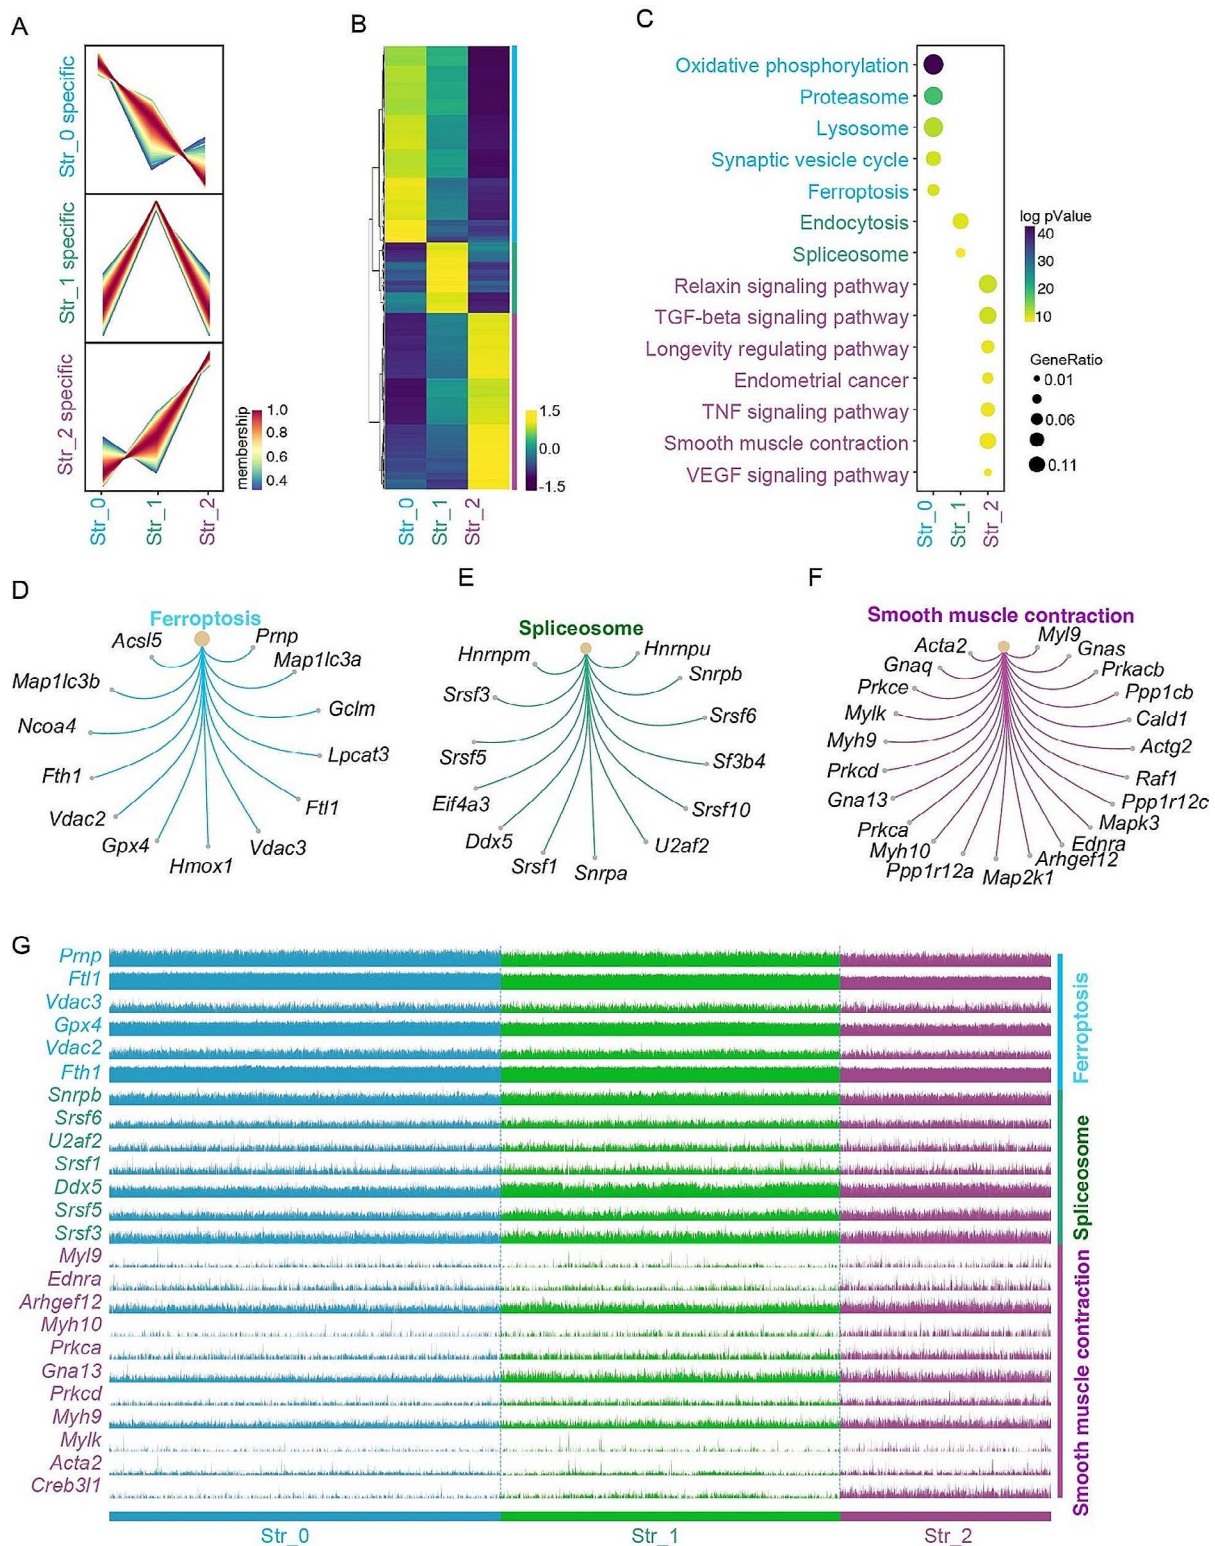 A
Str_0 specific
Str_1 specific
Str_2 specific
membership
1.0
0.8
0.6
0.4
Str_0
Str_1
Str_2
B
1.5
0.0
-1.5
Str_0
Str_1
Str_2
C
Oxidative phosphorylation
Proteasome
Lysosome
Synaptic vesicle cycle
Ferroptosis
Endocytosis
Spliceosome
Relaxin signaling pathway
TGF-beta signaling pathway
Longevity regulating pathway
Endometrial cancer
TNF signaling pathway
Smooth muscle contraction
VEGF signaling pathway
Str_0
Str_1
Str_2
log pValue
40
30
20
10
GeneRatio
0.01
0.06
0.11
D
Ferroptosis
Acsl5
Prnp
Map1lc3a
Map1lc3b
Gclm
Ncoa4
Lpcat3
Fth1
Ftl1
Vdac2
Gpx4
Vdac3
Hmox1
E
Spliceosome
Hnrnpm
Hnrnpu
Snrpb
Srsf3
Srsf6
Srsf5
Sf3b4
Eif4a3
Srsf10
Ddx5
U2af2
Srsf1
Snrpa
F
Smooth muscle contraction
Acta2
Myl9
Gnaq
Gnas
Prkce
Prkacb
Ppp1cb
Mylk
Cald1
Myh9
Actg2
Prkcd
Raf1
Gna13
Ppp1r12c
Prkca
Mapk3
Myh10
Ednra
Ppp1r12a
Arhgef12
Map2k1
G
Prnp
Ftl1
Vdac3
Gpx4
Vdac2
Fth1
Snrpb
Srsf6
U2af2
Srsf1
Ddx5
Srsf5
Srsf3
Myl9
Ednra
Arhgef12
Myh10
Prkca
Gna13
Prkcd
Myh9
Mylk
Acta2
Creb3l1
Ferroptosis
Spliceosome
Smooth muscle contraction
Str_0
Str_1
Str_2